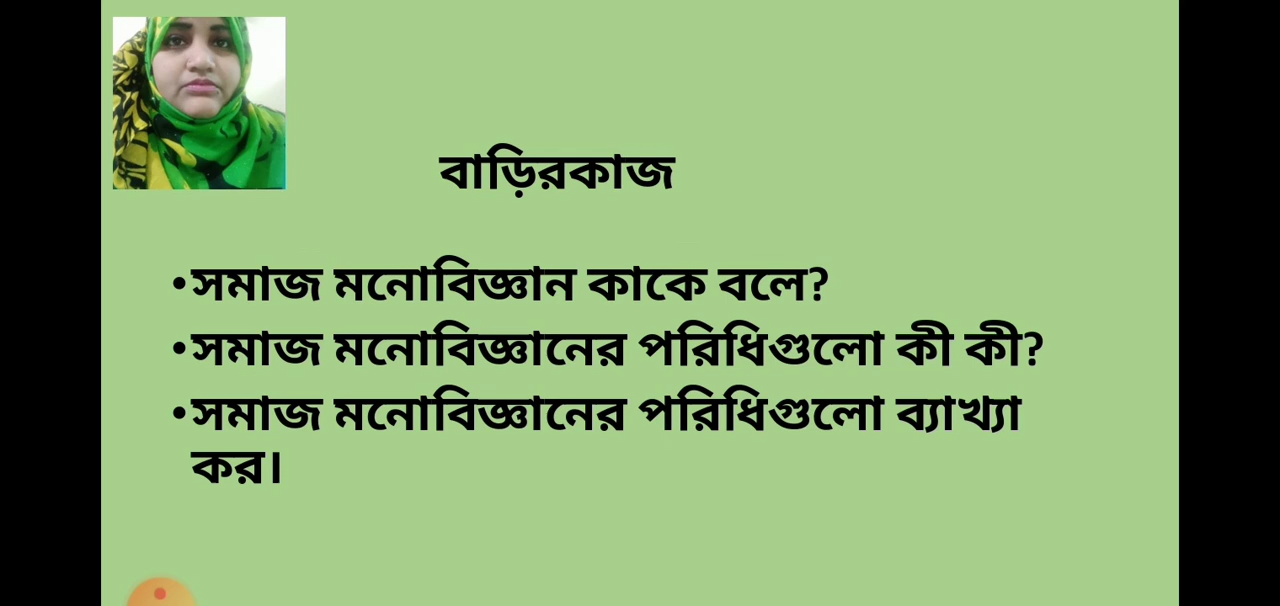 বাড়িরকাজ
•সমাজ মনোবিজ্ঞান কাকে বলে?
•সমাজ মনোবিজ্ঞানের পরিধিগুলো কী কী?
•সমাজ মনোবিজ্ঞানের পরিধিগুলো ব্যাখ্যা
কর।